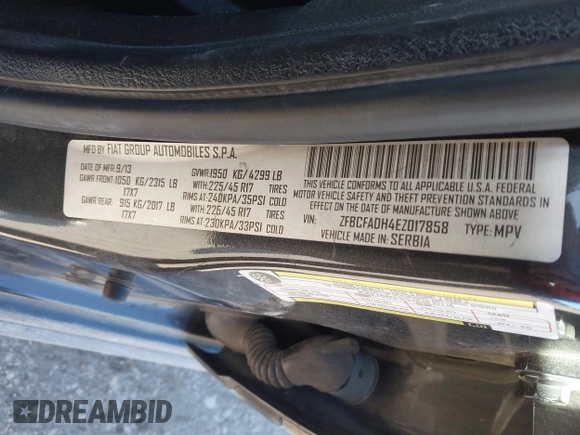 MFD BY FIAT GROUP AUTOMOBILES S.P.A.
DATE OF MFR: 9/13 GVWR: 1950 KG/4299 LB
GAWR FRONT: 1050 KG/2315 LB WITH: 225/45 R17 TIRES
17X7 RIMS AT: 240KPA/35PSI COLD
GAWR REAR: 915 KG/2017 LB WITH: 225/45 R17 TIRES
17X7 RIMS AT: 230KPA/33PSI COLD
THIS VEHICLE CONFORMS TO ALL APPLICABLE U.S.A. FEDERAL
MOTOR VEHICLE SAFETY AND THEFT PREVENTION STANDARDS IN
EFFECT ON THE DATE OF MANUFACTURE SHOWN ABOVE.
VIN: ZFBCFADH4EZ017858 TYPE: MPV
VEHICLE MADE IN: SERBIA
DREAMBID